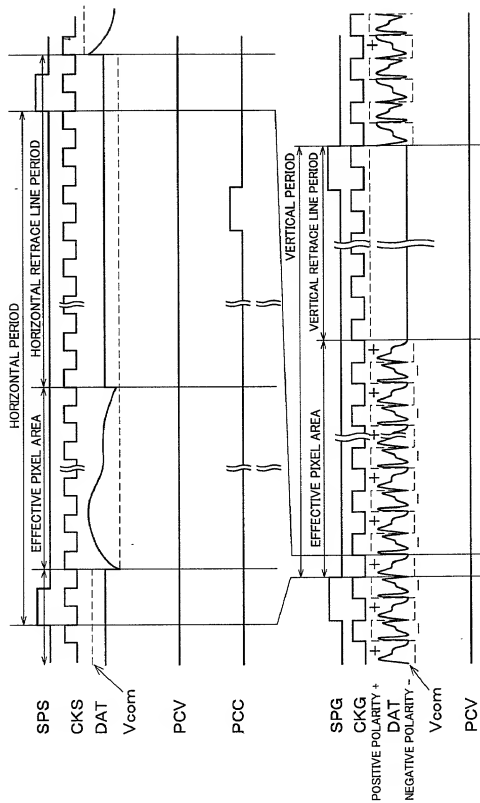 HORIZONTAL PERIOD
EFFECTIVE PIXEL AREA
HORIZONTAL RETRACE LINE PERIOD
SPS
CKS
DAT
Vcom
PCV
PCC
VERTICAL PERIOD
EFFECTIVE AREA
VERTICAL RETRACE LINE PERIOD
SPG
CKG
POSITIVE POLARITY +
DAT
NEGATIVE POLARITY -
Vcom
PCV
+ + + + + + + + +